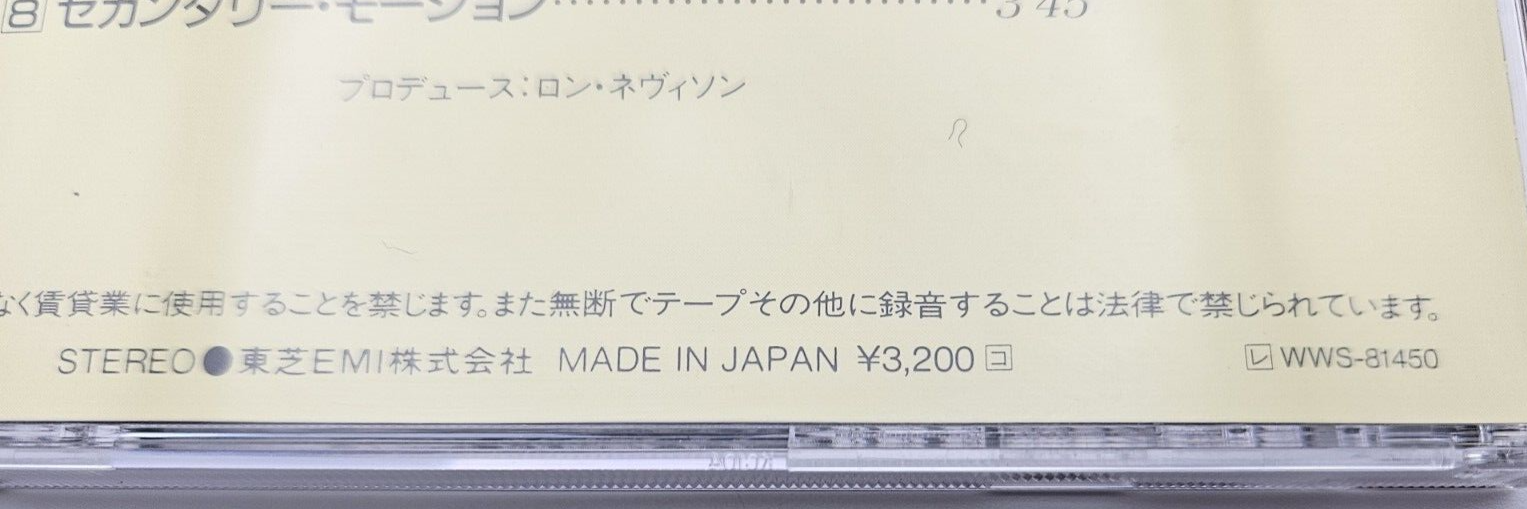 8 セカンダリー・モーション……………………………3'45
プロデュース：ロン・ネヴィソン
なく賃貸業に使用することを禁じます。また無断でテープその他に録音することは法律で禁じられています。
STEREO●東芝EMI株式会社 MADE IN JAPAN ¥3,200 コ レ WWS-81450